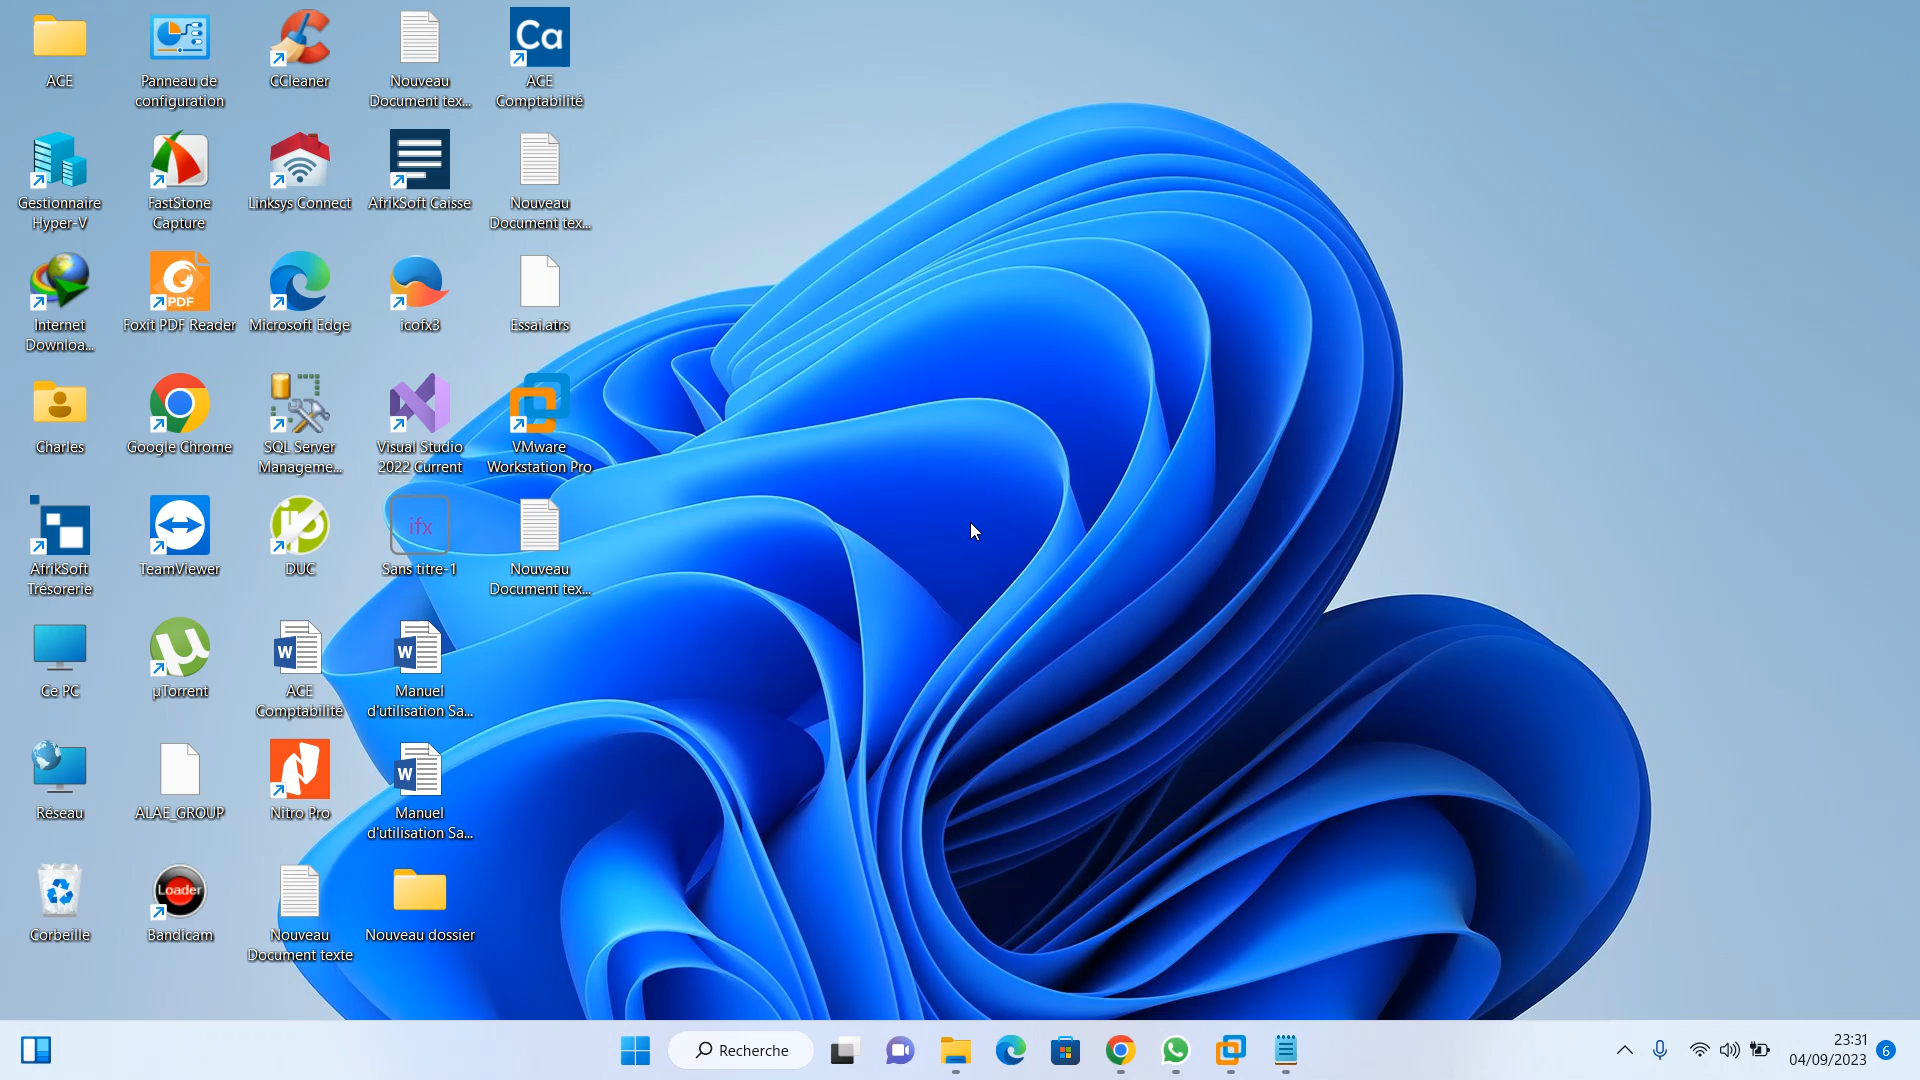 ACE
Panneau de
configuration
CCleaner
Nouveau
Document tex...
Ca
ACE
Comptabilité
Gestionnaire
Hyper-V
FastStone
Capture
Linksys Connect
AfrikSoft Caisse
Nouveau
Document tex...
Internet
Downloa...
PDF
Foxit PDF Reader
Microsoft Edge
icofx3
Essai.atrs
Charles
Google Chrome
SQL Server
Manageme...
Visual Studio
2022 Current
VMware
Workstation Pro
AfrikSoft
Trésorerie
TeamViewer
DUC
ifx
Sans titre-1
Nouveau
Document tex...
Ce PC
µTorrent
W
ACE
Comptabilité
W
Manuel
d'utilisation Sa...
Réseau
ALAE_GROUP
Nitro Pro
W
Manuel
d'utilisation Sa...
Corbeille
Loader
Bandicam
Nouveau
Document texte
Nouveau dossier
Recherche
23:31
04/09/2023
6